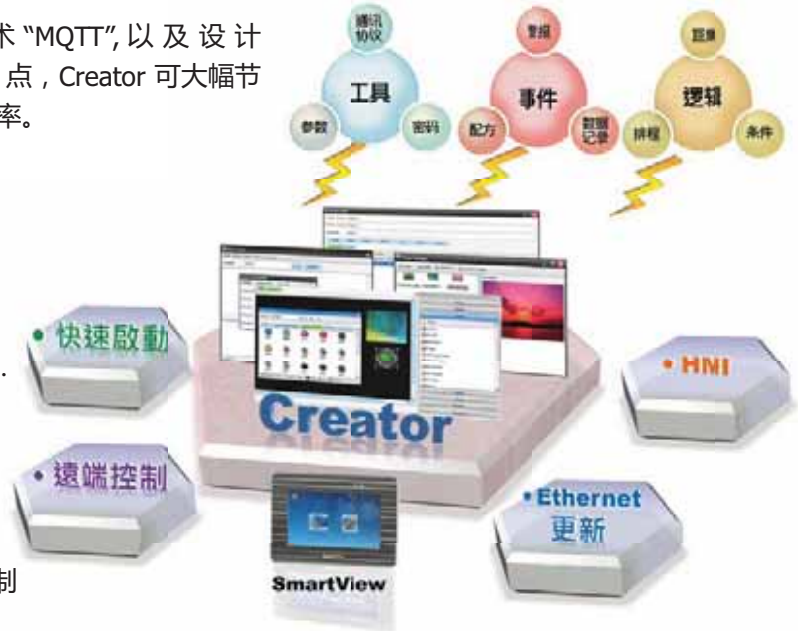 术 “MQTT”, 以 及 设 计
点 , Creator 可大幅节
率。
通讯
协议
工具
参数
密码
警报
事件
配方
数据
记录
逻辑
排程
条件
• 快速啟動
.
• HMI
Creator
• 遠端控制
• Ethernet
更新
SmartView
制